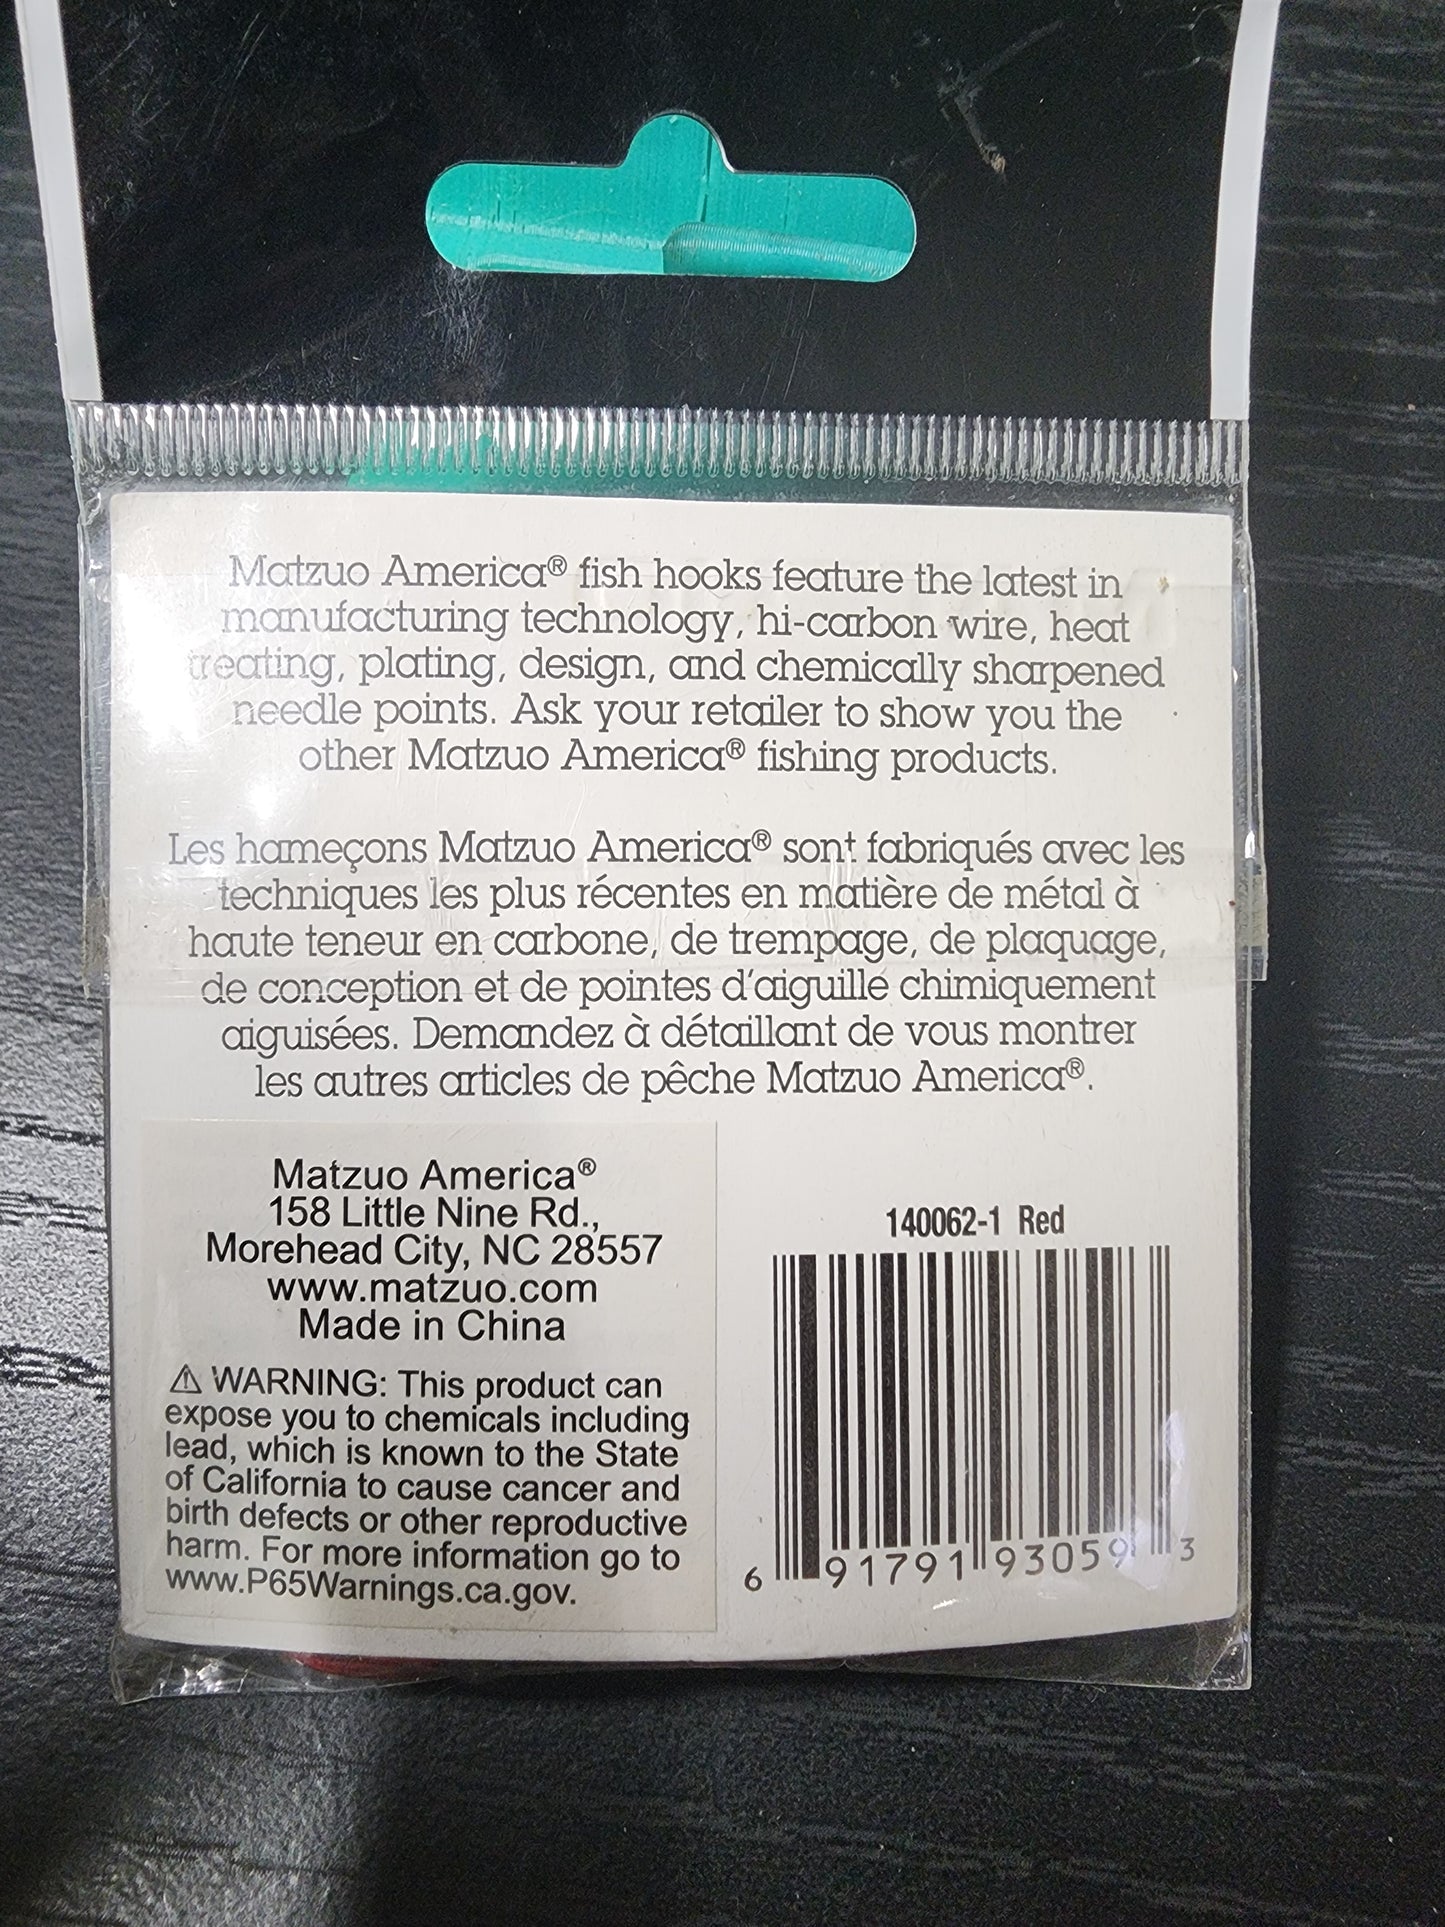 Matzuo America® fish hooks feature the latest in
manufacturing technology, hi-carbon wire, heat
treating, plating, design, and chemically sharpened
needle points. Ask your retailer to show you the
other Matzuo America® fishing products.
Les hameçons Matzuo America® sont fabriqués avec les
techniques les plus récentes en matière de métal à
haute teneur en carbone, de trempage, de plaquage,
de conception et de pointes d'aiguille chimiquement
aiguisées. Demandez à détaillant de vous montrer
les autres articles de pêche Matzuo America®.
Matzuo America®
158 Little Nine Rd.,
Morehead City, NC 28557
www.matzuo.com
Made in China
⚠ WARNING: This product can
expose you to chemicals including
lead, which is known to the State
of California to cause cancer and
birth defects or other reproductive
harm. For more information go to
www.P65Warnings.ca.gov.
140062-1 Red
6 91791 93059 3